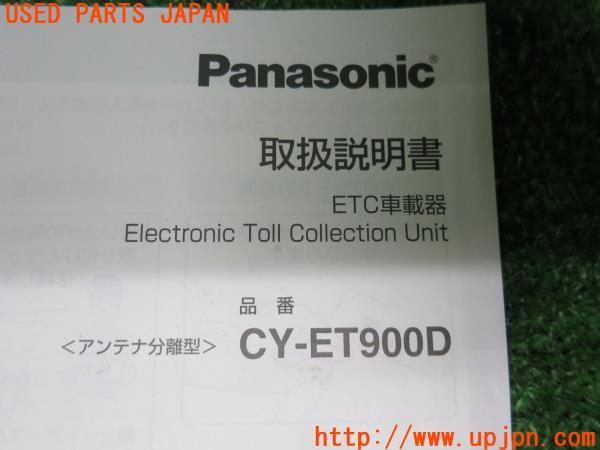 USED PARTS JAPAN
Panasonic®
取扱説明書
ETC車載器
Electronic Toll Collection Unit
品番
＜アンテナ分離型＞ CY-ET900D
http://www.upjpn.com